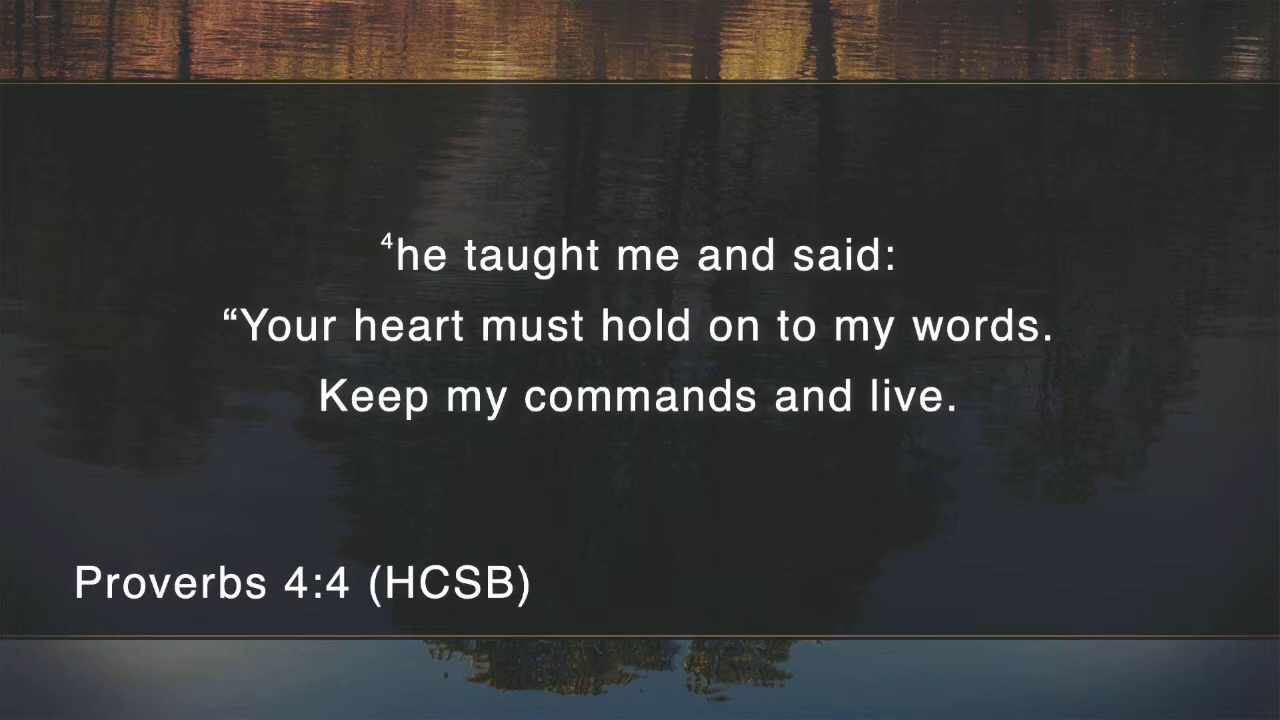 ⁴he taught me and said:
“Your heart must hold on to my words.
Keep my commands and live.
Proverbs 4:4 (HCSB)